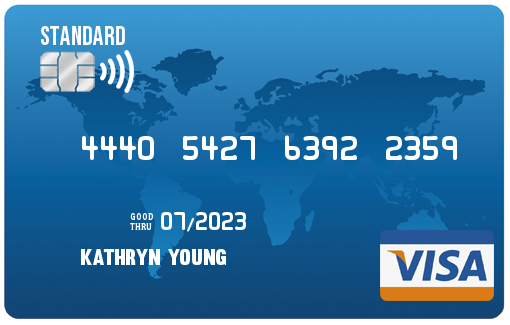 STANDARD
4440 5427 6392 2359
GOOD THRU 07/2023
KATHRYN YOUNG
VISA